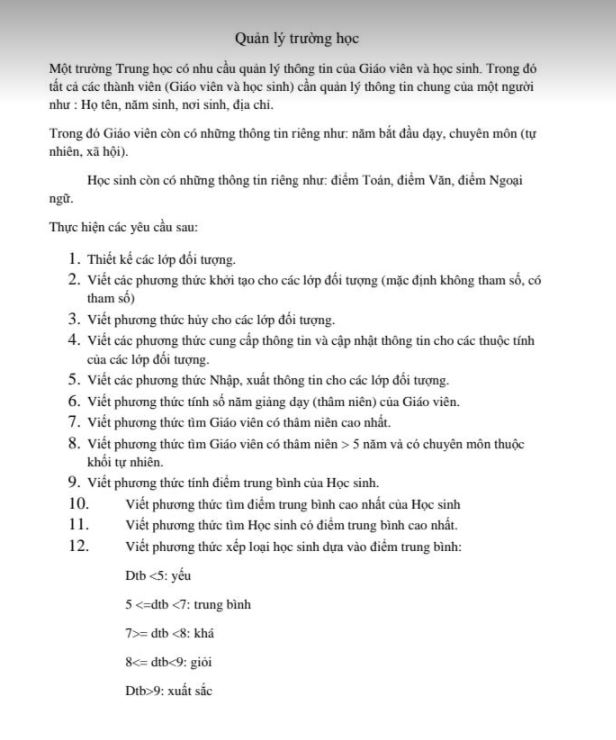 Quản lý trường học
Một trường Trung học có nhu cầu quản lý thông tin của Giáo viên và học sinh. Trong đó
tất cả các thành viên (Giáo viên và học sinh) cần quản lý thông tin chung của một người
như : Họ tên, năm sinh, nơi sinh, địa chỉ.
Trong đó Giáo viên còn có những thông tin riêng như: năm bắt đầu dạy, chuyên môn (tự
nhiên, xã hội).
Học sinh còn có những thông tin riêng như: điểm Toán, điểm Văn, điểm Ngoại
ngữ.
Thực hiện các yêu cầu sau:
1. Thiết kế các lớp đối tượng.
2. Viết các phương thức khởi tạo cho các lớp đối tượng (mặc định không tham số, có
tham số)
3. Viết phương thức hủy cho các lớp đối tượng.
4. Viết các phương thức cung cấp thông tin và cập nhật thông tin cho các thuộc tính
của các lớp đối tượng.
5. Viết các phương thức Nhập, xuất thông tin cho các lớp đối tượng.
6. Viết phương thức tính số năm giảng dạy (thâm niên) của Giáo viên.
7. Viết phương thức tìm Giáo viên có thâm niên cao nhất.
8. Viết phương thức tìm Giáo viên có thâm niên > 5 năm và có chuyên môn thuộc
khối tự nhiên.
9. Viết phương thức tính điểm trung bình của Học sinh.
10. Viết phương thức tìm điểm trung bình cao nhất của Học sinh
11. Viết phương thức tìm Học sinh có điểm trung bình cao nhất.
12. Viết phương thức xếp loại học sinh dựa vào điểm trung bình:
Dtb <5: yếu
5 <=dtb <7: trung bình
7>= dtb <8: khá
8<= dtb<9: giỏi
Dtb>9: xuất sắc